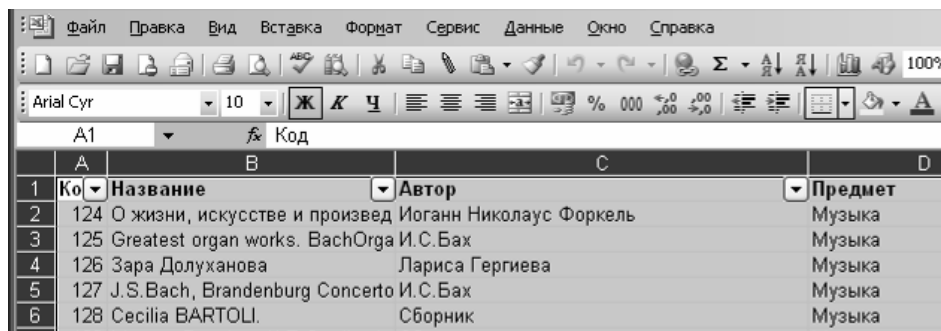 Файл Правка Вид Вставка Формат Сервис Данные Окно Справка
100%
Arial Cyr 10 Ж К Ч % 000
A1 fx Код
A B C D
1 Ко Название Автор Предмет
2 124 О жизни, искусстве и произвед Иоганн Николаус Форкель Музыка
3 125 Greatest organ works. BachOrga И.С.Бах Музыка
4 126 Зара Долуханова Лариса Гергиева Музыка
5 127 J.S.Bach, Brandenburg Concerto И.С.Бах Музыка
6 128 Cecilia BARTOLI. Сборник Музыка